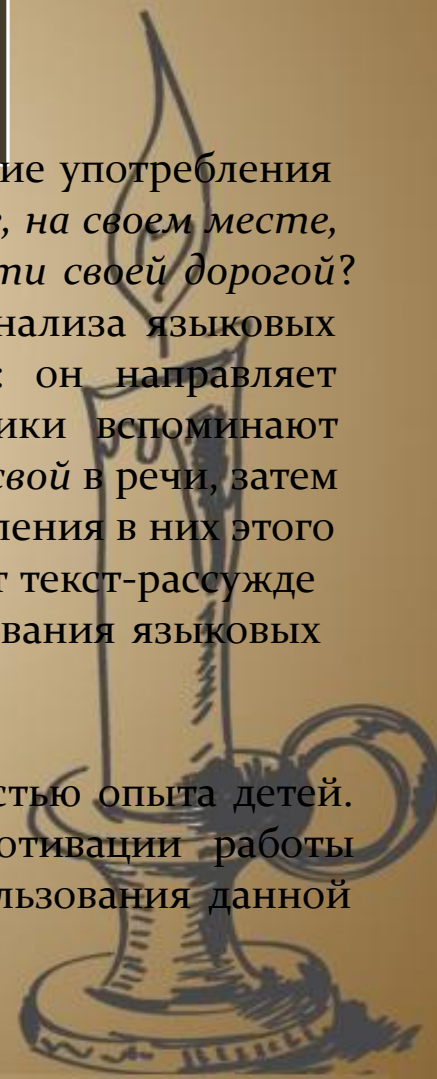 ие употребления
, на своем месте,
ти своей дорогой?
нализа языковых
: он направляет
ики вспоминают
свой в речи, затем
ления в них этого
т текст-рассужде
вания языковых
стью опыта детей.
отивации работы
льзования данной